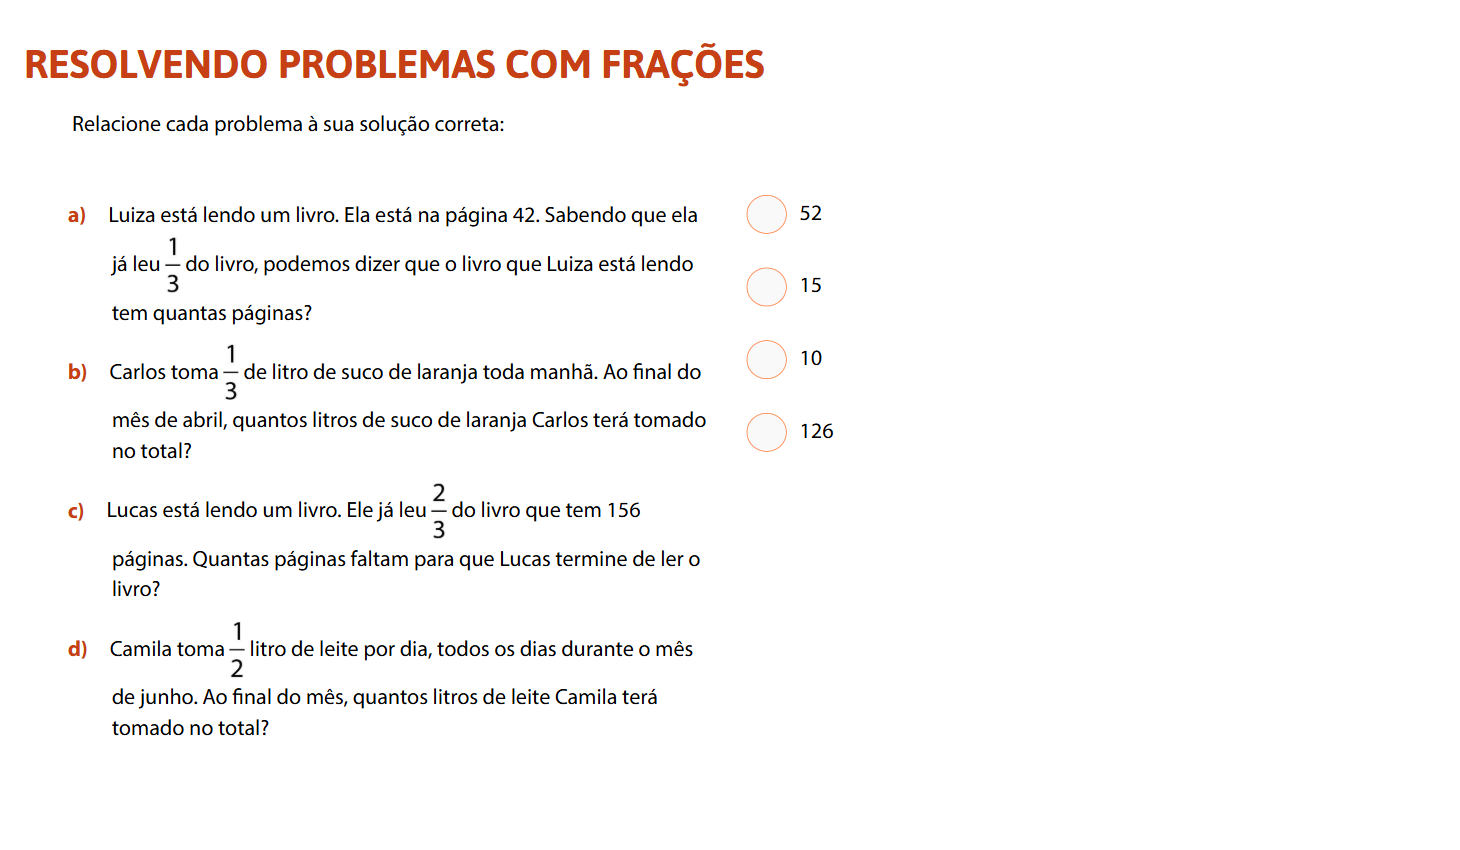 RESOLVENDO PROBLEMAS COM FRAÇÕES
Relacione cada problema à sua solução correta:
a) Luiza está lendo um livro. Ela está na página 42. Sabendo que ela
já leu 1/3 do livro, podemos dizer que o livro que Luiza está lendo
tem quantas páginas?
b) Carlos toma 1/3 de litro de suco de laranja toda manhã. Ao final do
mês de abril, quantos litros de suco de laranja Carlos terá tomado
no total?
c) Lucas está lendo um livro. Ele já leu 2/3 do livro que tem 156
páginas. Quantas páginas faltam para que Lucas termine de ler o
livro?
d) Camila toma 1/2 litro de leite por dia, todos os dias durante o mês
de junho. Ao final do mês, quantos litros de leite Camila terá
tomado no total?
52
15
10
126